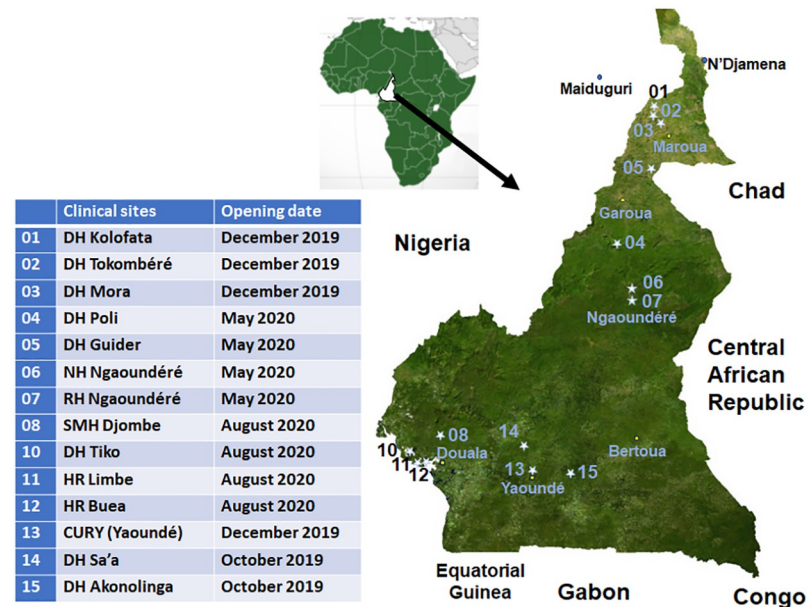 N'Djamena
Maiduguri
01
02
03
Maroua
05
Chad
Garoua
Nigeria
04
06
07
Ngaoundéré
Central
African
Republic
08
14
10
Douala
Bertoua
11
13
15
12
Yaoundé
Equatorial
Guinea
Gabon
Congo
Clinical sites Opening date
01 DH Kolofata December 2019
02 DH Tokombéré December 2019
03 DH Mora December 2019
04 DH Poli May 2020
05 DH Guider May 2020
06 NH Ngaoundéré May 2020
07 RH Ngaoundéré May 2020
08 SMH Djombe August 2020
10 DH Tiko August 2020
11 HR Limbe August 2020
12 HR Buea August 2020
13 CURY (Yaoundé) December 2019
14 DH Sa'a October 2019
15 DH Akonolinga October 2019